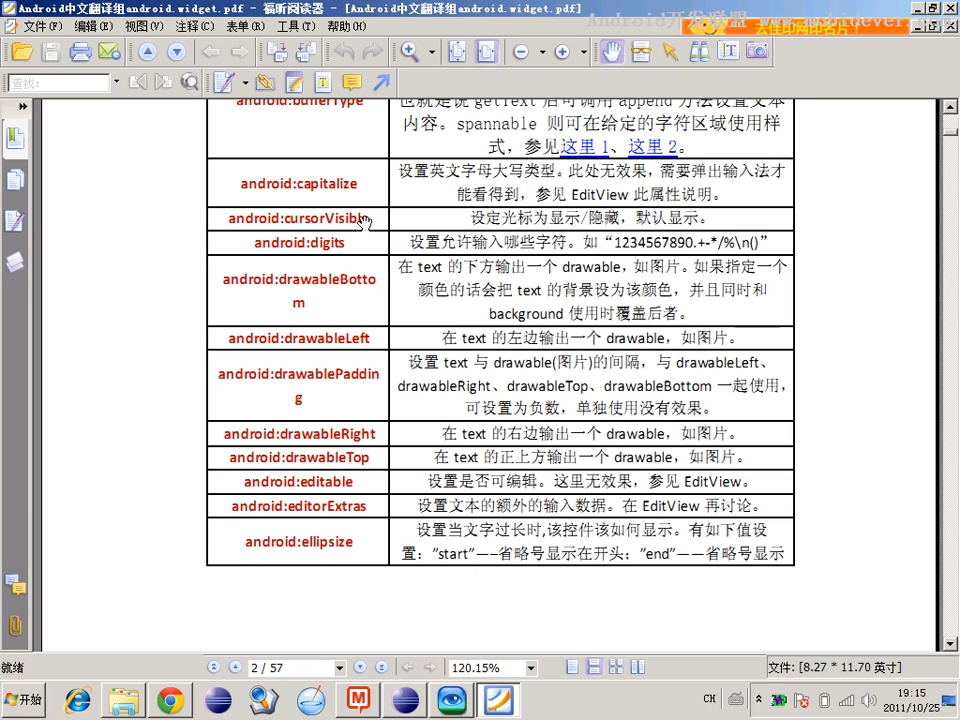 Android中文翻译组android.widget.pdf - 福昕阅读器 - [Android中文翻译组android.widget.pdf]
文件(F) 编辑(E) 视图(V) 注释(C) 表单(R) 工具(T) 帮助(H)
查找:
android:bufferType
也就是说 getText 后可调用 append 方法设置文本
内容。spannable 则可在给定的字符区域使用样
式，参见这里 1、这里 2。
android:capitalize
设置英文字母大写类型。此处无效果，需要弹出输入法才
能看得到，参见 EditView 此属性说明。
android:cursorVisible
设定光标为显示/隐藏，默认显示。
android:digits
设置允许输入哪些字符。如“1234567890.+-*/%\n()”
android:drawableBotto
m
在 text 的下方输出一个 drawable，如图片。如果指定一个
颜色的话会把 text 的背景设为该颜色，并且同时和
background 使用时覆盖后者。
android:drawableLeft
在 text 的左边输出一个 drawable，如图片。
android:drawablePaddin
g
设置 text 与 drawable(图片)的间隔，与 drawableLeft、
drawableRight、drawableTop、drawableBottom 一起使用，
可设置为负数，单独使用没有效果。
android:drawableRight
在 text 的右边输出一个 drawable，如图片。
android:drawableTop
在 text 的正上方输出一个 drawable，如图片。
android:editable
设置是否可编辑。这里无效果，参见 EditView。
android:editorExtras
设置文本的额外的输入数据。在 EditView 再讨论。
android:ellipsize
设置当文字过长时,该控件该如何显示。有如下值设
置："start"—–省略号显示在开头；"end"——省略号显示
就绪
2 / 57
120.15%
文件: [8.27 * 11.70 英寸]
开始
CH
19:15
2011/10/25